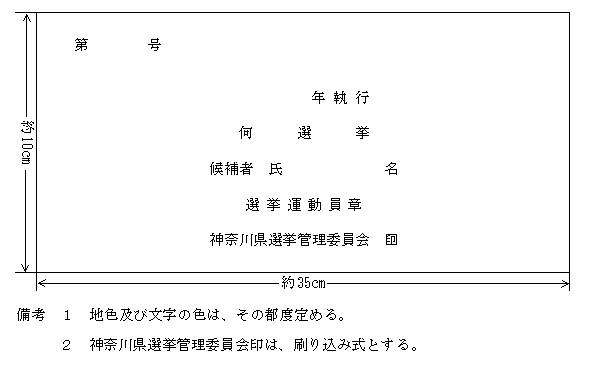 第　　　　号
年 執 行
何　　　選　　　挙
候補者　氏　　　　　　　名
選 挙 運 動 員 章
神奈川県選挙管理委員会　印
約10cm
約35cm
備考　１　地色及び文字の色は、その都度定める。
２　神奈川県選挙管理委員会印は、刷り込み式とする。